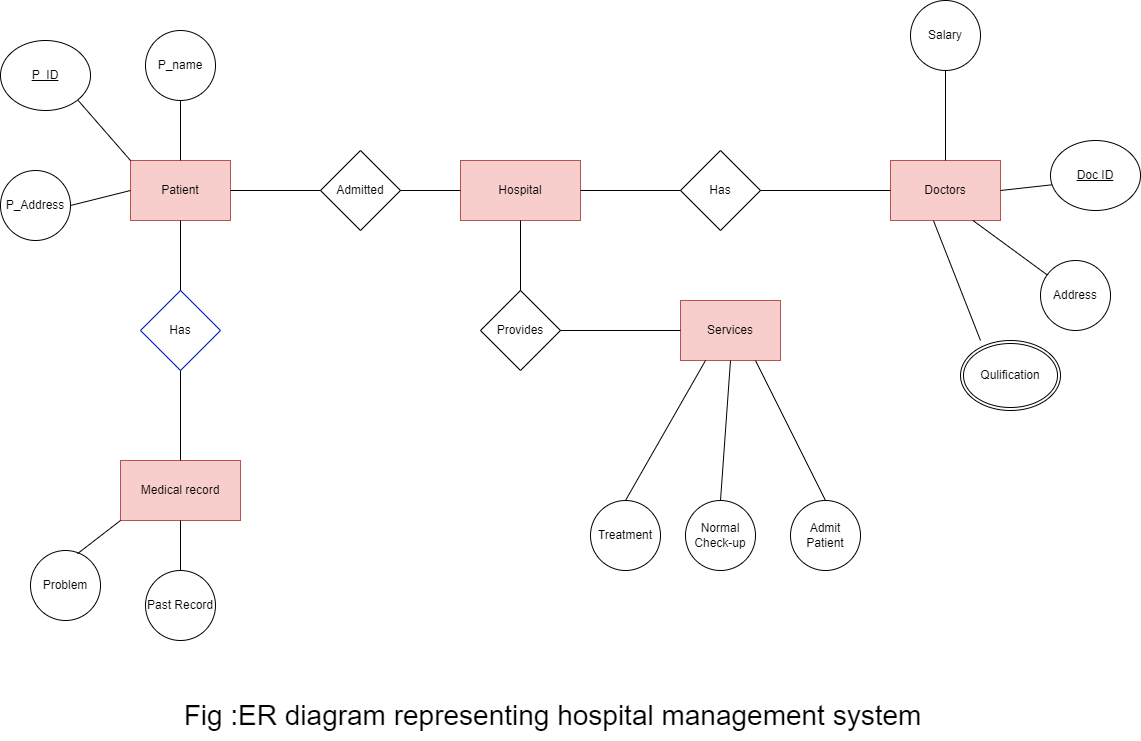 Salary
P_ID
P_name
Doc ID
Patient
Admitted
Hospital
Has
Doctors
P_Address
Address
Has
Provides
Services
Qulification
Medical record
Treatment
Normal
Check-up
Admit
Patient
Problem
Past Record
Fig :ER diagram representing hospital management system